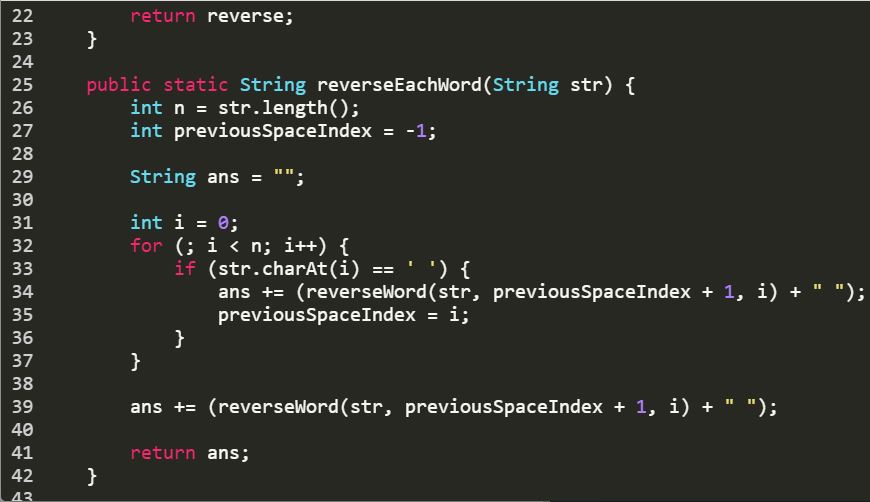 22         return reverse;
23     }
24
25     public static String reverseEachWord(String str) {
26         int n = str.length();
27         int previousSpaceIndex = -1;
28
29         String ans = "";
30
31         int i = 0;
32         for (; i < n; i++) {
33             if (str.charAt(i) == ' ') {
34                 ans += (reverseWord(str, previousSpaceIndex + 1, i) + " ");
35                 previousSpaceIndex = i;
36             }
37         }
38
39         ans += (reverseWord(str, previousSpaceIndex + 1, i) + " ");
40
41         return ans;
42     }
43